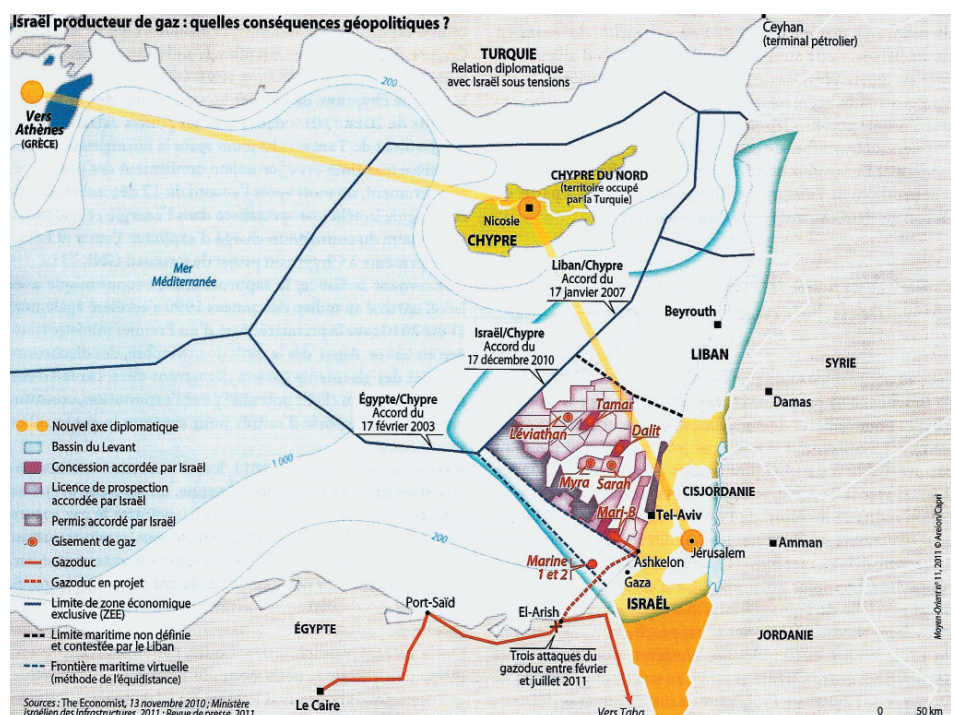 Israël producteur de gaz : quelles conséquences géopolitiques ?
Ceyhan
(terminal pétrolier)
TURQUIE
Relation diplomatique
avec Israël sous tensions
200
Vers
Athènes
(GRÈCE)
CHYPRE DU NORD
(territoire occupé
par la Turquie)
Nicosie
CHYPRE
Mer
Méditerranée
Liban/Chypre
Accord du
17 janvier 2007
Beyrouth
LIBAN
Israël/Chypre
Accord du
17 décembre 2010
SYRIE
Damas
Égypte/Chypre
Accord du
17 février 2003
Tamar
Léviathan
Dalit
Myra
Sarah
Mari-B
CISJORDANIE
Tel-Aviv
Jérusalem
Amman
Ashkelon
Gaza
Marine
1 et 2
ISRAËL
El-Arish
Port-Saïd
ÉGYPTE
JORDANIE
Trois attaques du
gazoduc entre février
et juillet 2011
Le Caire
Vers Taba
1 000
200
Nouvel axe diplomatique
Bassin du Levant
Concession accordée par Israël
Licence de prospection
accordée par Israël
Permis accordé par Israël
Gisement de gaz
Gazoduc
Gazoduc en projet
Limite de zone économique
exclusive (ZEE)
Limite maritime non définie
et contestée par le Liban
Frontière maritime virtuelle
(méthode de l'équidistance)
Sources : The Economist, 13 novembre 2010 ; Ministère
israélien des Infrastructures, 2011 ; Revue de presse, 2011
0 50 km
Moyen-Orient n° 11, 2011 © Areion/Capri